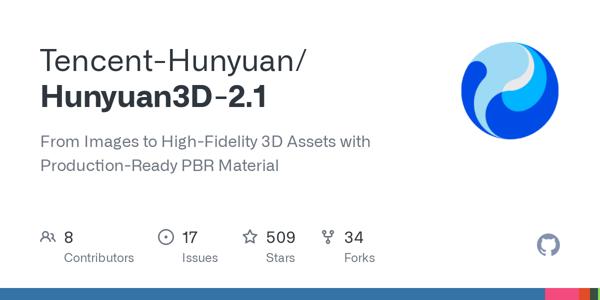 Tencent-Hunyuan/
Hunyuan3D-2.1
From Images to High-Fidelity 3D Assets with
Production-Ready PBR Material
8
Contributors
17
Issues
509
Stars
34
Forks